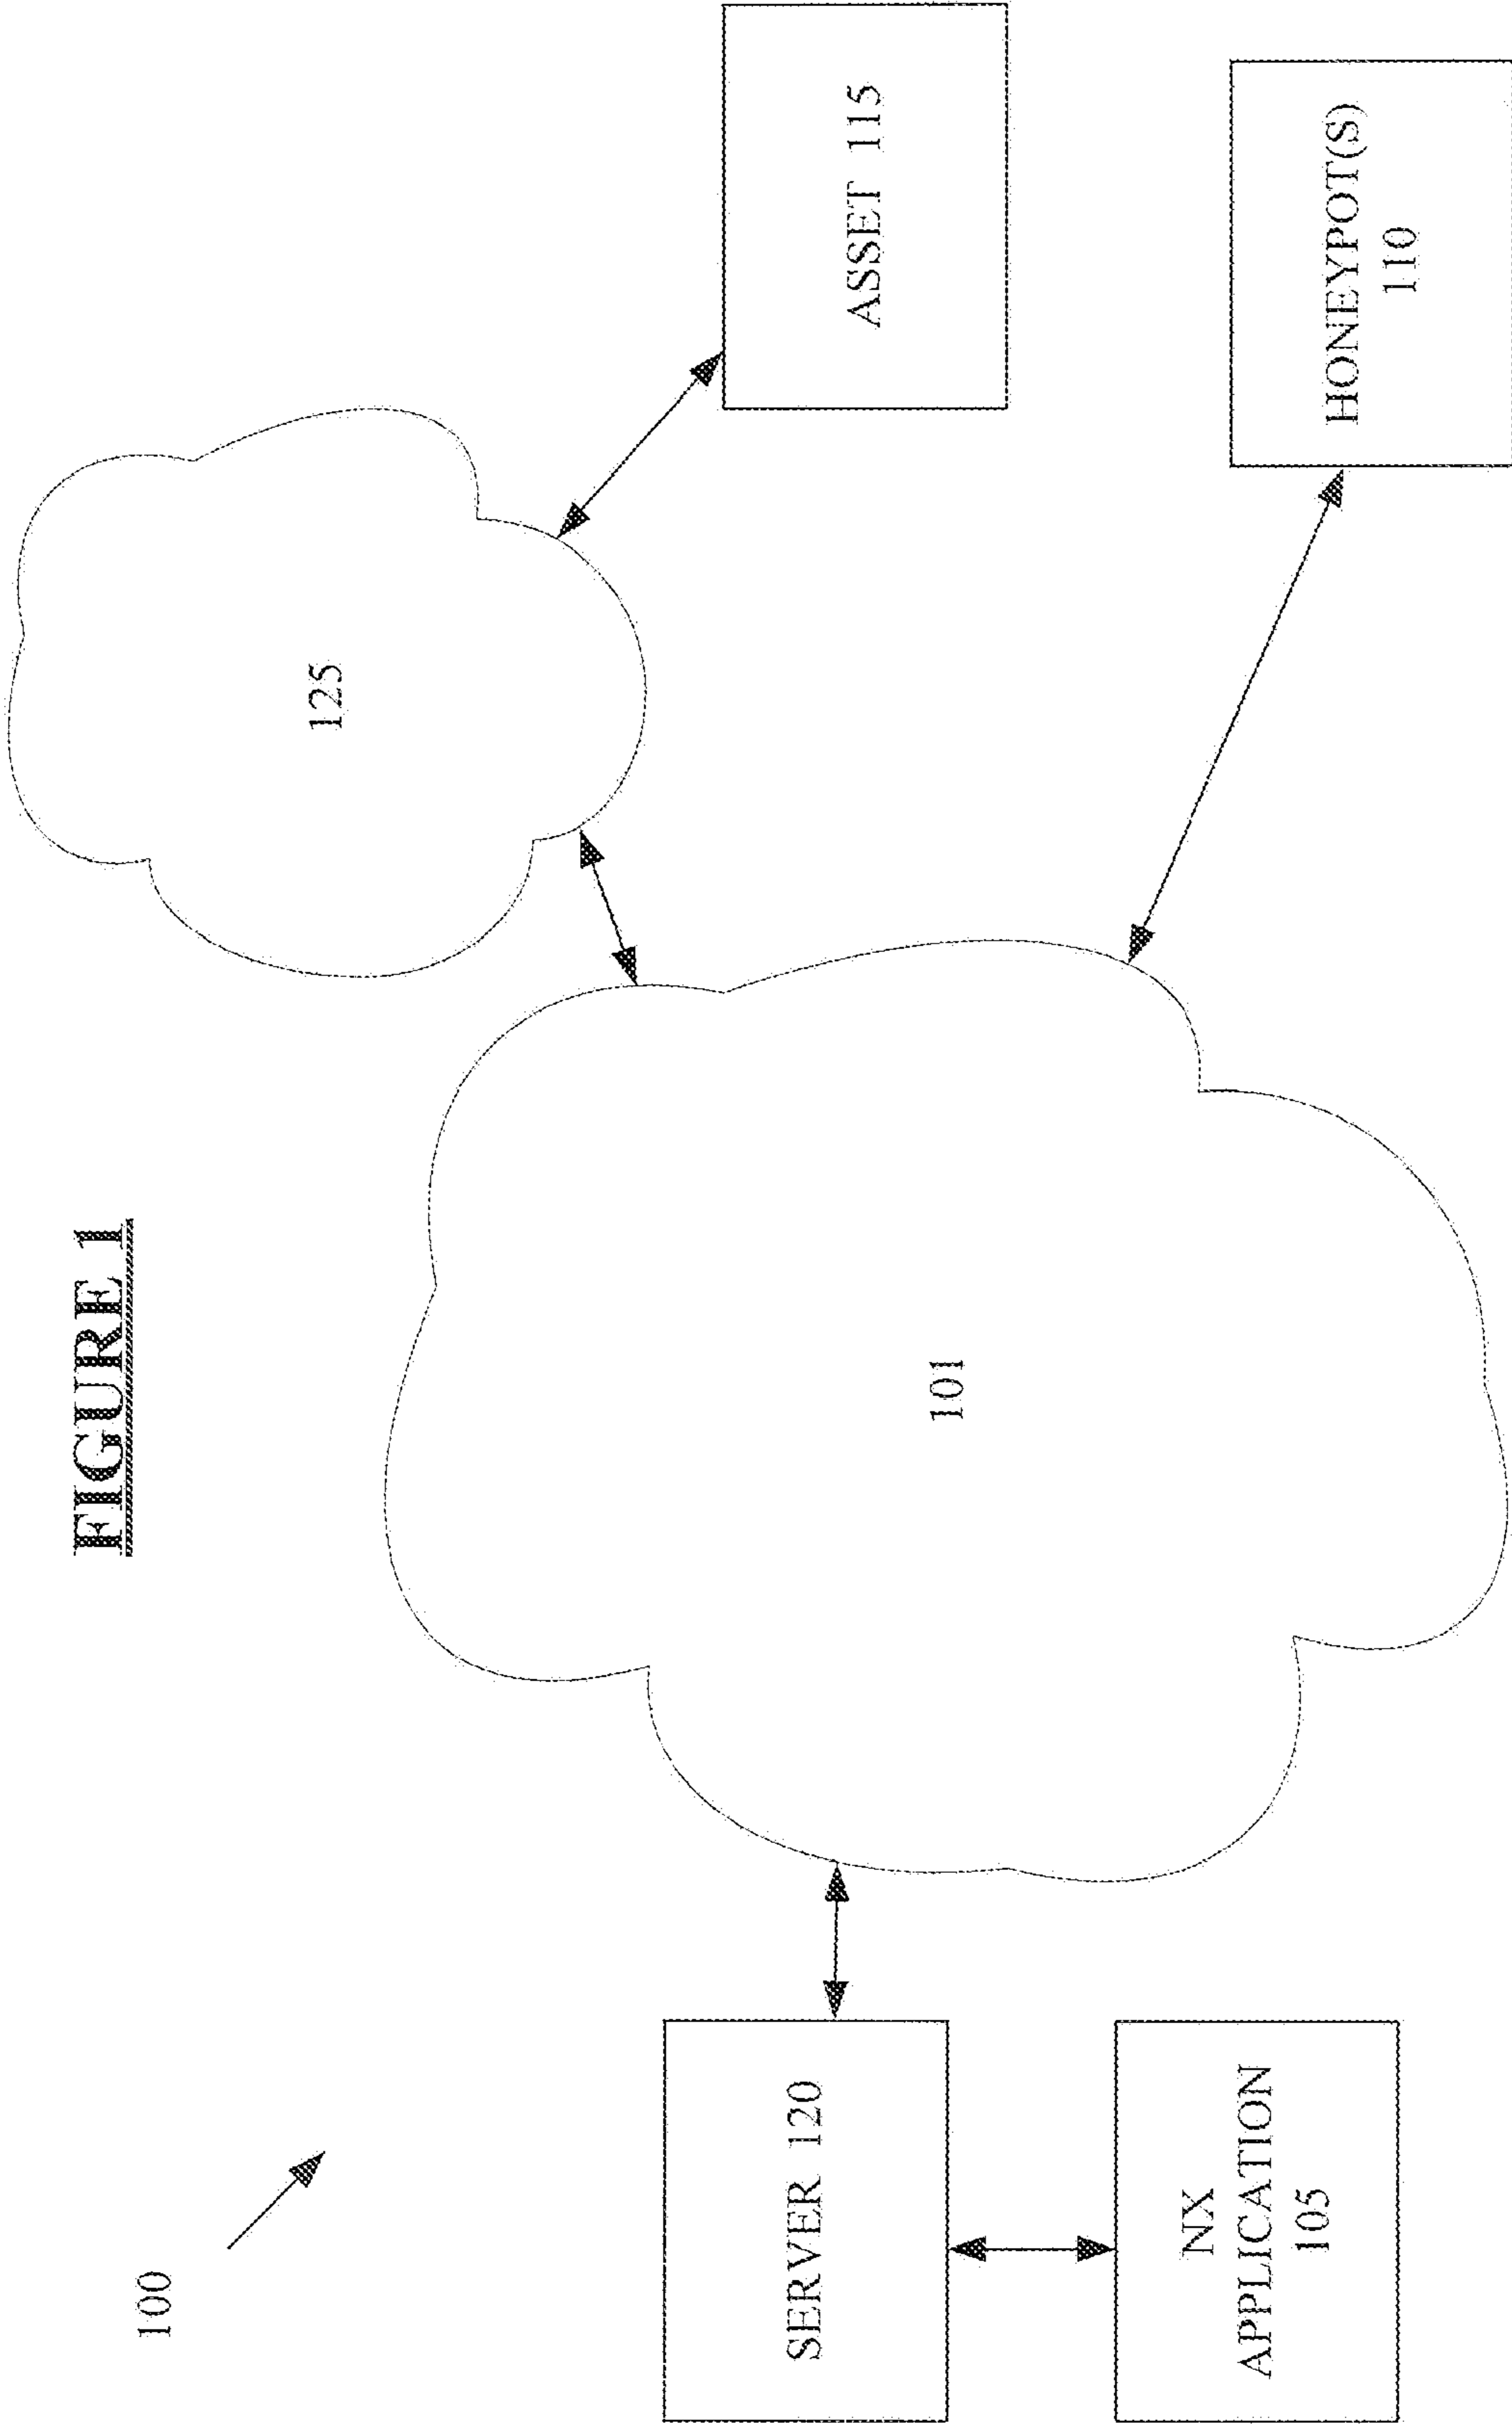 FIGURE 1
100
125
ASSET 115
101
SERVER 120
HONEYPOT(S)
110
NX
APPLICATION
105